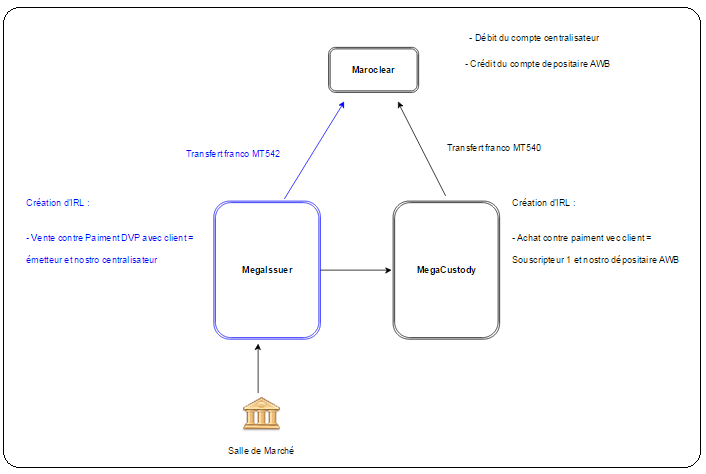 - Débit du compte centralisateur
- Crédit du compte depositaire AWB
Maroclear
Transfert franco MT542
Transfert franco MT540
Création d'IRL :
- Vente contre Paiment DVP avec client =
émetteur et nostro centralisateur
MegaIssuer
MegaCustody
Création d'IRL :
- Achat contre paiment vec client =
Souscripteur 1 et nostro dépositaire AWB
Salle de Marché